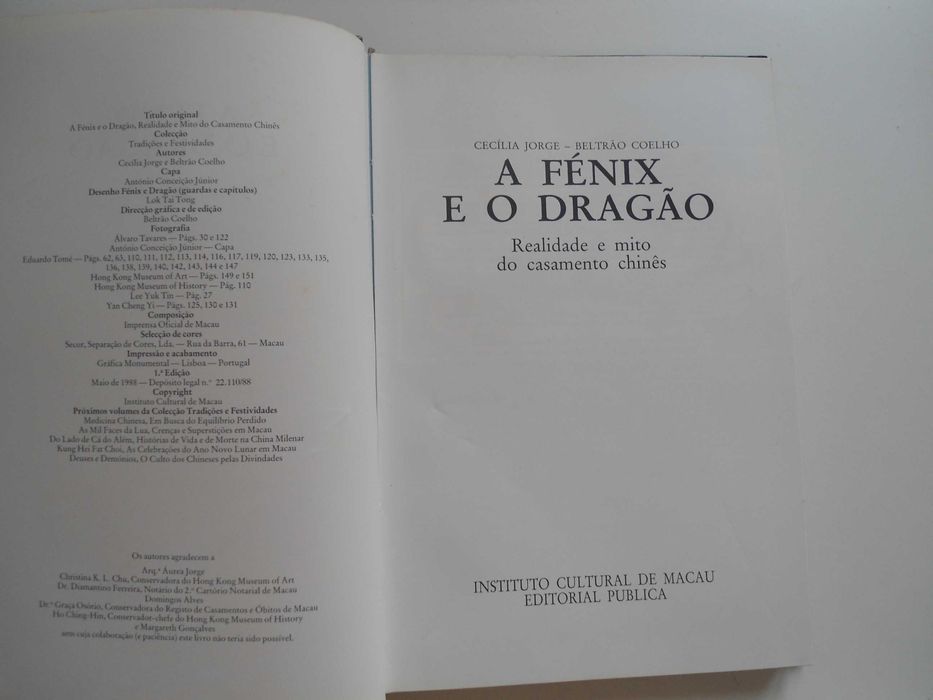 Título original
A Fénix e o Dragão, Realidade e Mito do Casamento Chinês
Colecção
Tradições e Festividades
Autores
Cecília Jorge e Beltrão Coelho
Capa
António Conceição Júnior
Desenho Fénix e Dragão (guardas e capítulos)
Lok Tai Tong
Direcção gráfica e de edição
Beltrão Coelho
Fotografia
Álvaro Tavares — Págs. 30 e 122
António Conceição Júnior — Capa
Eduardo Tomé — Págs. 62, 63, 110, 111, 112, 113, 114, 116, 117, 119, 120, 123, 133, 135,
136, 138, 139, 140, 142, 143, 144 e 147
Hong Kong Museum of Art — Págs. 149 e 151
Hong Kong Museum of History — Pág. 110
Lee Yuk Tin — Pág. 27
Yan Cheng Yi — Págs. 125, 130 e 131
Composição
Imprensa Oficial de Macau
Selecção de cores
Secor, Separação de Cores, Lda. — Rua da Barra, 61 — Macau
Impressão e acabamento
Gráfica Monumental — Lisboa — Portugal
1.ª Edição
Maio de 1988 — Depósito legal n.º 22.110/88
Copyright
Instituto Cultural de Macau
Próximos volumes da Colecção Tradições e Festividades
Medicina Chinesa, Em Busca do Equilíbrio Perdido
As Mil Faces da Lua, Crenças e Superstições em Macau
Do Lado de Cá do Além, Histórias de Vida e de Morte na China Milenar
Kung Hei Fat Choi, As Celebrações do Ano Novo Lunar em Macau
Deuses e Demónios, O Culto dos Chineses pelas Divindades
Os autores agradecem a
Arq.ª Áurea Jorge
Christina K. L. Chu, Conservadora do Hong Kong Museum of Art
Dr. Diamantino Ferreira, Notário do 2.º Cartório Notarial de Macau
Domingos Alves
Dr.ª Graça Osório, Conservadora do Registo de Casamentos e Óbitos de Macau
Ho Ching-Hin, Conservador-chefe do Hong Kong Museum of History
e Margareth Gonçalves
sem cuja colaboração (e paciência) este livro não teria sido possível.
CECÍLIA JORGE – BELTRÃO COELHO
A FÉNIX
E O DRAGÃO
Realidade e mito
do casamento chinês
INSTITUTO CULTURAL DE MACAU
EDITORIAL PUBLICA